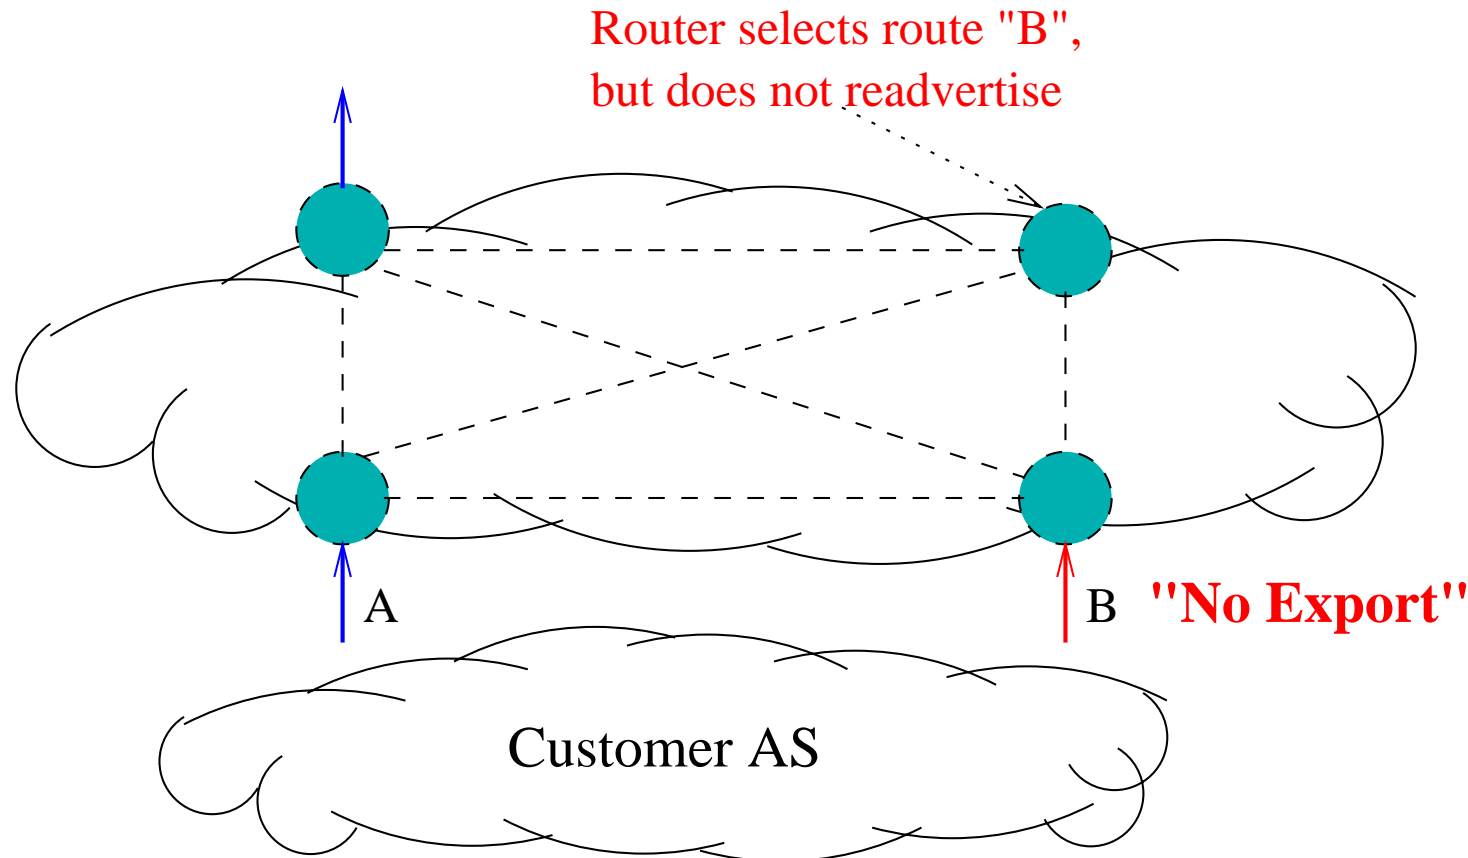 Router selects route "B",
but does not readvertise
A
B "No Export"
Customer AS